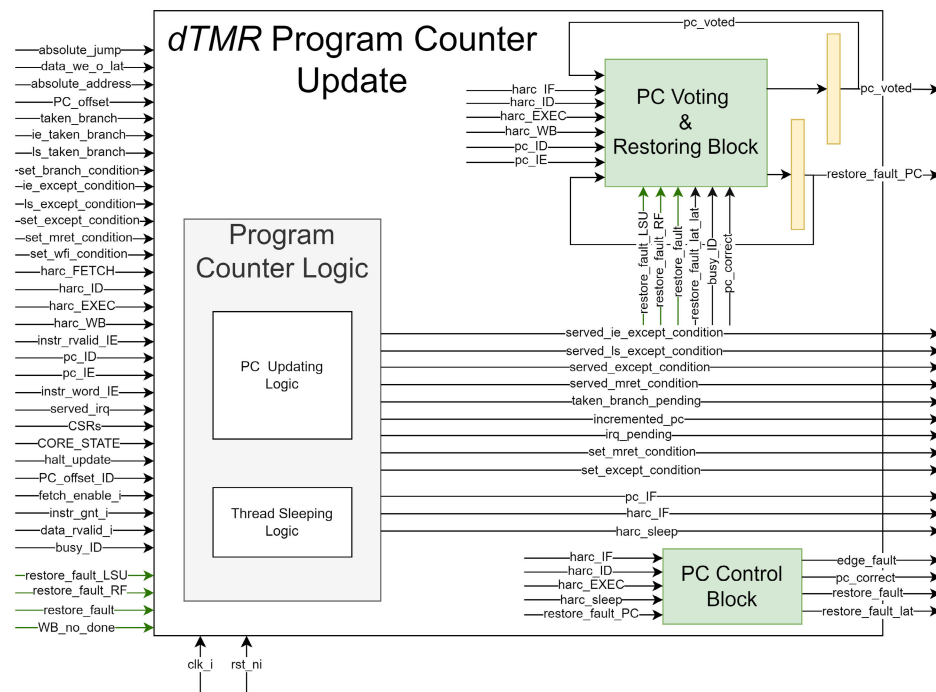 dTMR Program Counter
Update
absolute_jump
data_we_o_lat
absolute_address
PC_offset
taken_branch
ie_taken_branch
ls_taken_branch
set_branch_condition
ie_except_condition
ls_except_condition
set_except_condition
set_mret_condition
set_wfi_condition
harc_FETCH
harc_ID
harc_EXEC
harc_WB
instr_rvalid_IE
pc_ID
pc_IE
instr_word_IE
served_irq
CSRs
CORE_STATE
halt_update
PC_offset_ID
fetch_enable_i
instr_gnt_i
data_rvalid_i
busy_ID
restore_fault_LSU
restore_fault_RF
restore_fault
WB_no_done
clk_i
rst_ni
Program
Counter Logic
PC Updating
Logic
Thread Sleeping
Logic
pc_voted
harc_IF
harc_ID
harc_EXEC
harc_WB
pc_ID
pc_IE
PC Voting
&
Restoring Block
pc_voted
restore_fault_PC
restore_fault_LSU
restore_fault_RF
restore_fault
restore_fault_lat_lat
busy_ID
pc_correct
served_ie_except_condition
served_ls_except_condition
served_except_condition
served_mret_condition
taken_branch_pending
incremented_pc
irq_pending
set_mret_condition
set_except_condition
pc_IF
harc_IF
harc_sleep
harc_IF
harc_ID
harc_EXEC
harc_sleep
restore_fault_PC
PC Control
Block
edge_fault
pc_correct
restore_fault
restore_fault_lat